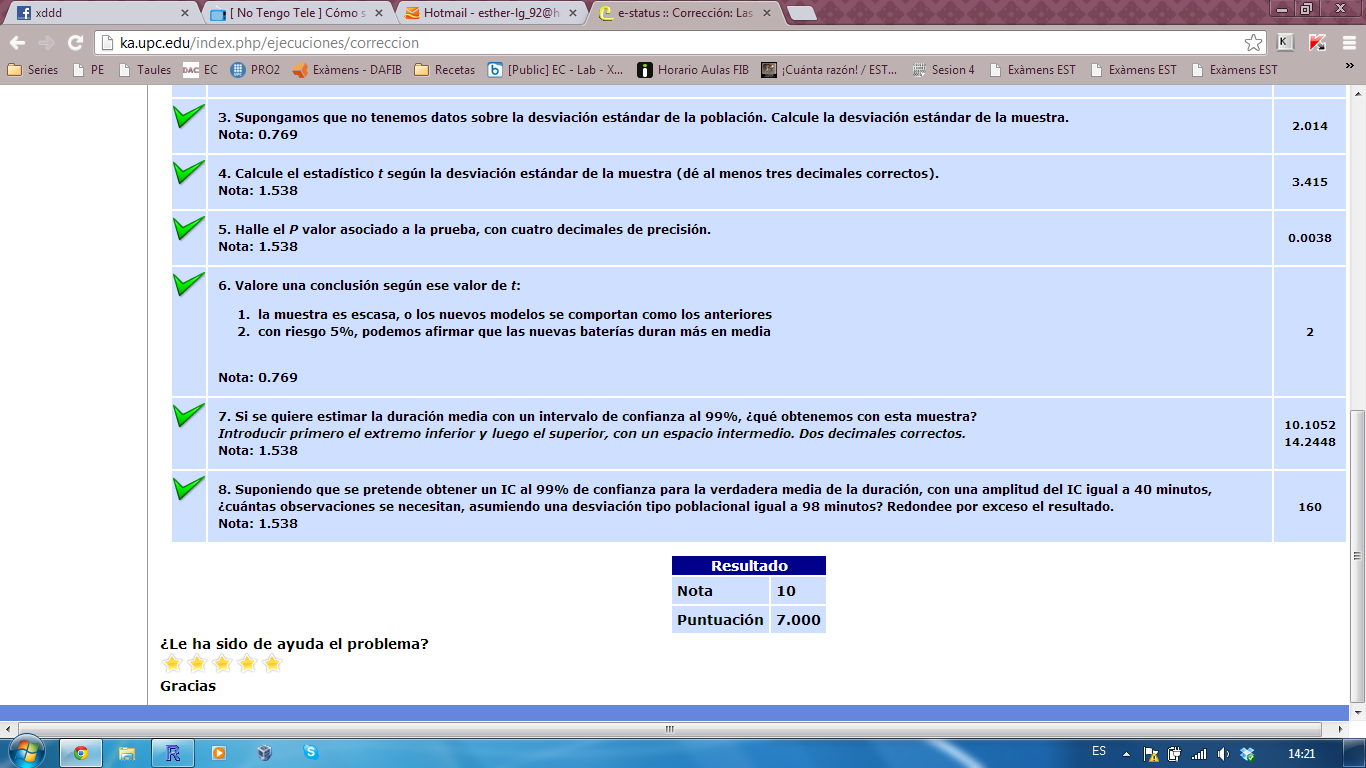 xddd
[ No Tengo Tele ] Cómo s
Hotmail - esther-lg_92@h
e-status :: Corrección: Las
ka.upc.edu/index.php/ejecuciones/correccion
Series
PE
Taules
DAC EC
PRO2
Exàmens - DAFIB
Recetas
[Public] EC - Lab - X...
Horario Aulas FIB
¡Cuánta razón! / EST...
Sesion 4
Exàmens EST
Exàmens EST
Exàmens EST
»
3. Supongamos que no tenemos datos sobre la desviación estándar de la población. Calcule la desviación estándar de la muestra.
Nota: 0.769
2.014
4. Calcule el estadístico t según la desviación estándar de la muestra (dé al menos tres decimales correctos).
Nota: 1.538
3.415
5. Halle el P valor asociado a la prueba, con cuatro decimales de precisión.
Nota: 1.538
0.0038
6. Valore una conclusión según ese valor de t:
1. la muestra es escasa, o los nuevos modelos se comportan como los anteriores
2. con riesgo 5%, podemos afirmar que las nuevas baterías duran más en media
2
Nota: 0.769
7. Si se quiere estimar la duración media con un intervalo de confianza al 99%, ¿qué obtenemos con esta muestra?
Introducir primero el extremo inferior y luego el superior, con un espacio intermedio. Dos decimales correctos.
Nota: 1.538
10.1052
14.2448
8. Suponiendo que se pretende obtener un IC al 99% de confianza para la verdadera media de la duración, con una amplitud del IC igual a 40 minutos,
¿cuántas observaciones se necesitan, asumiendo una desviación tipo poblacional igual a 98 minutos? Redondee por exceso el resultado.
Nota: 1.538
160
Resultado
Nota 10
Puntuación 7.000
¿Le ha sido de ayuda el problema?
Gracias
ES
14:21